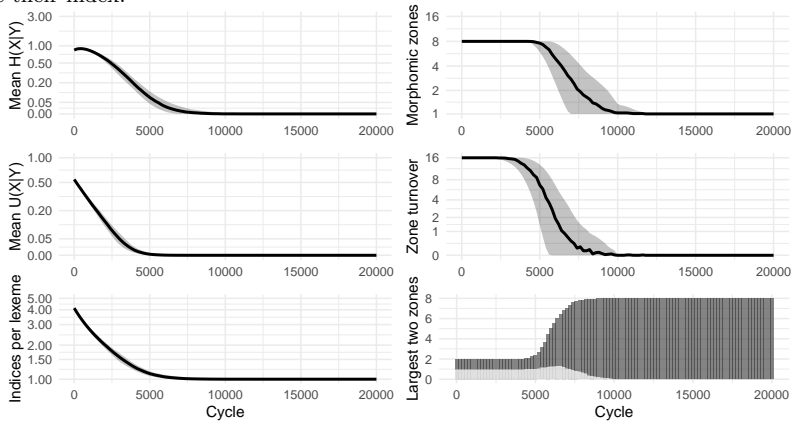 e their index.
Mean H(X|Y)
3.00
1.00
0.50
0.20
0.05
0.00
0 5000 10000 15000 20000
Morphomic zones
16
8
4
2
1
0 5000 10000 15000 20000
Mean U(X|Y)
1.00
0.50
0.20
0.05
0.00
0 5000 10000 15000 20000
Zone turnover
16
8
4
2
1
0
0 5000 10000 15000 20000
Indices per lexeme
5.00
4.00
3.00
2.00
1.50
1.00
0 5000 10000 15000 20000
Cycle
Largest two zones
8
6
4
2
0
0 5000 10000 15000 20000
Cycle